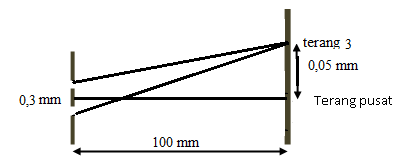 terang 3
0,05 mm
0,3 mm
Terang pusat
100 mm